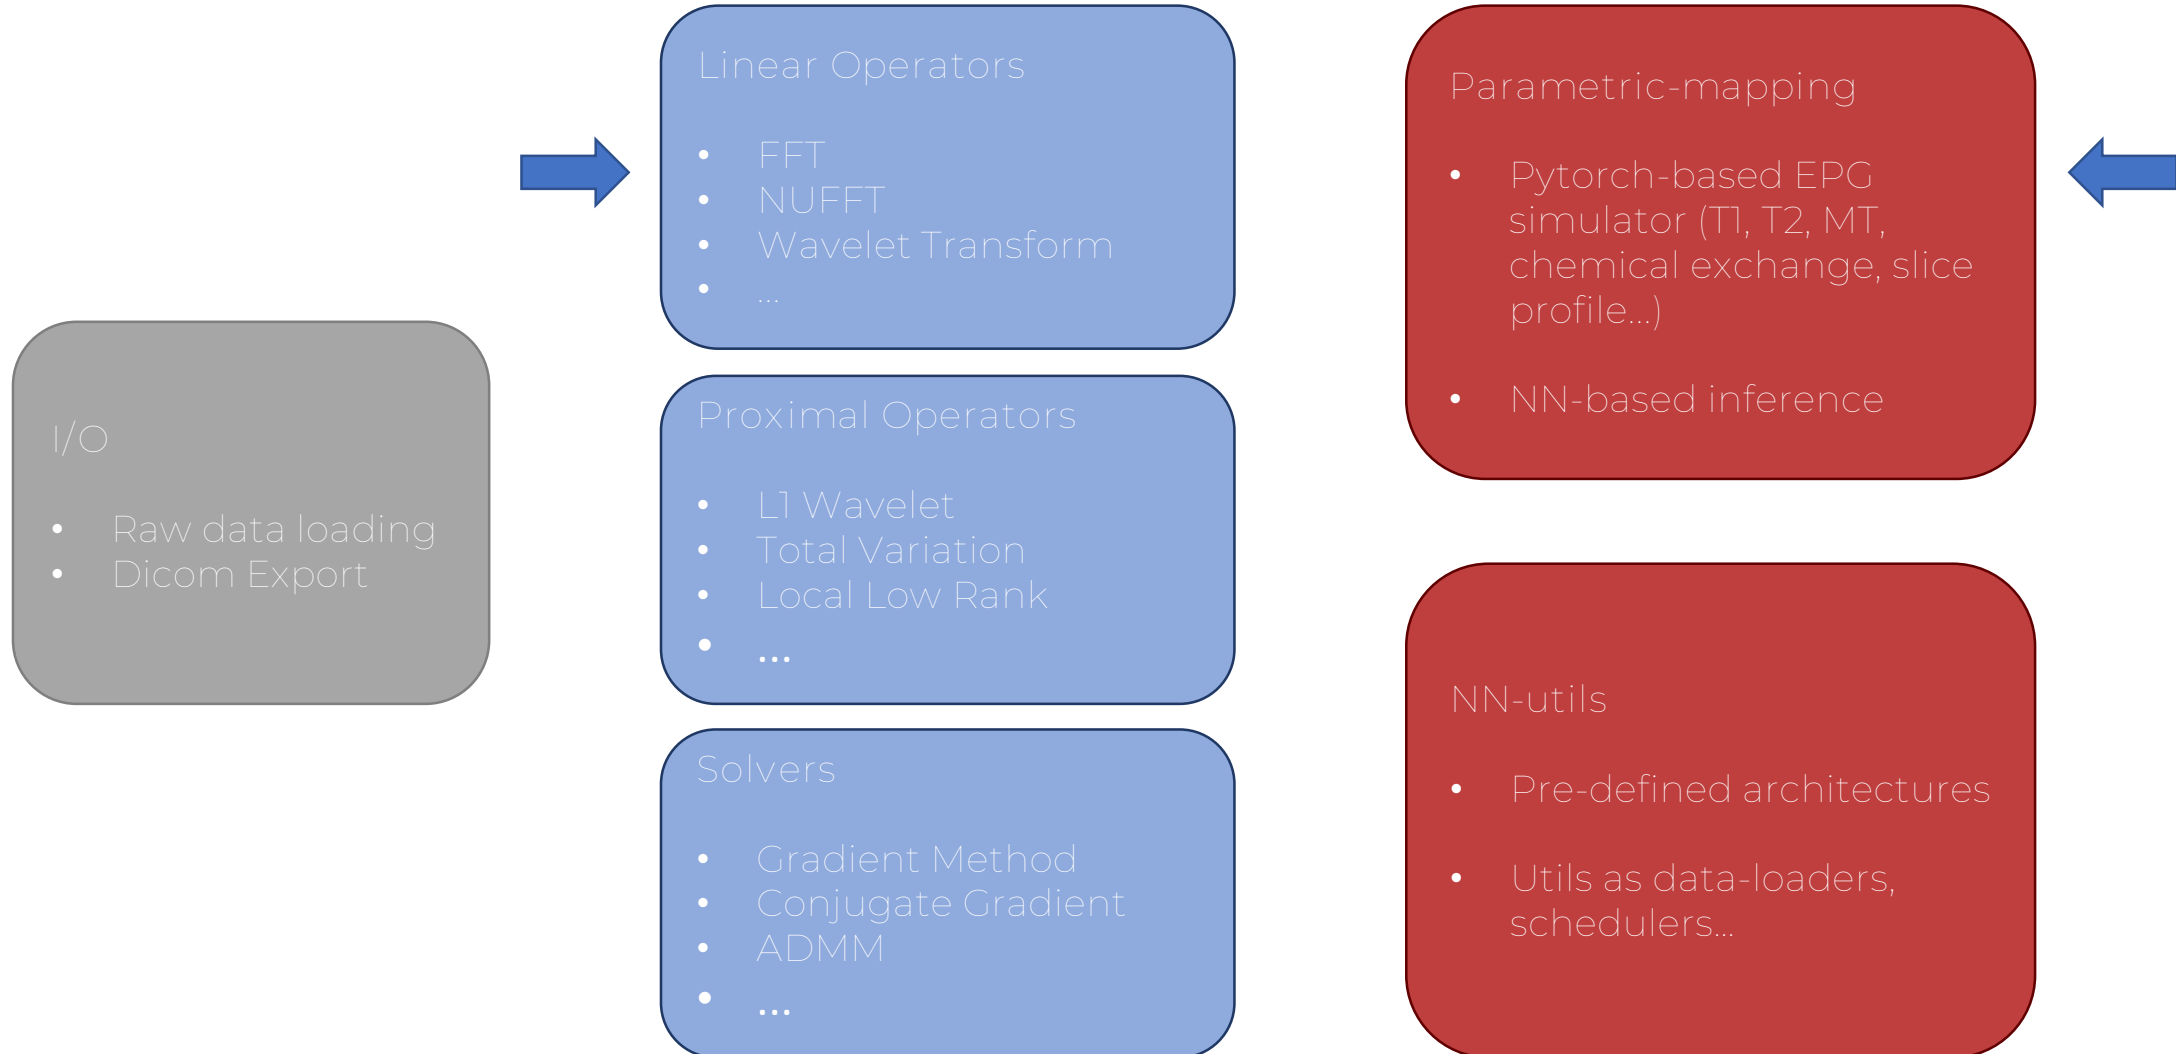 I/O
• Raw data loading
• Dicom Export
Linear Operators
• FFT
• NUFFT
• Wavelet Transform
• ...
Proximal Operators
• L1 Wavelet
• Total Variation
• Local Low Rank
• ...
Solvers
• Gradient Method
• Conjugate Gradient
• ADMM
• ...
Parametric-mapping
• Pytorch-based EPG
simulator (T1, T2, MT,
chemical exchange, slice
profile...)
• NN-based inference
NN-utils
• Pre-defined architectures
• Utils as data-loaders,
schedulers...